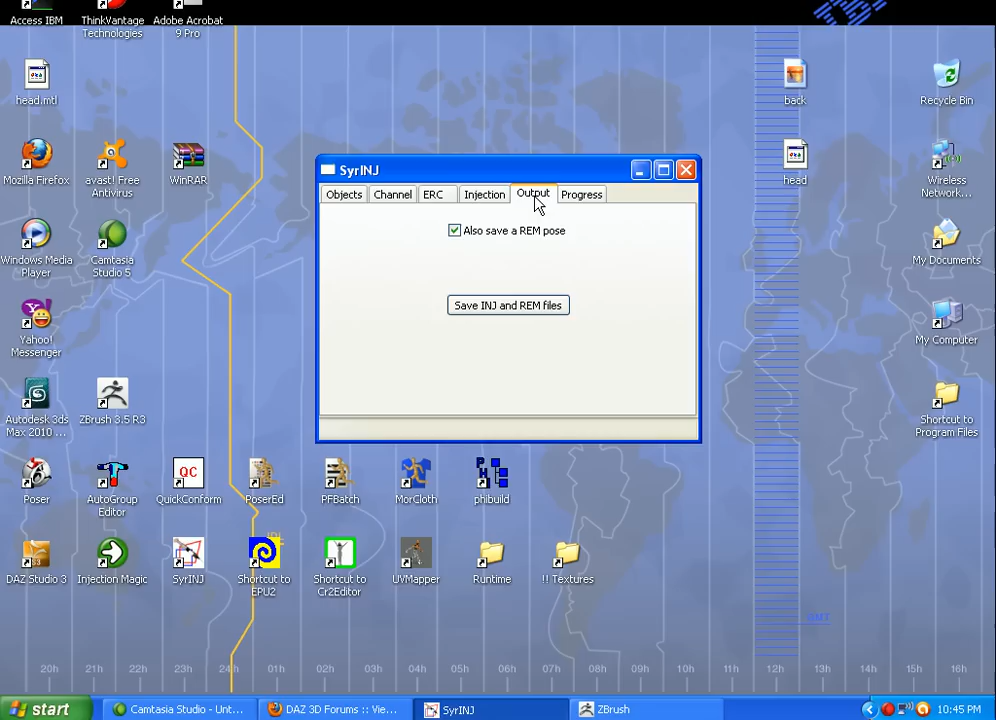 Access IBM
ThinkVantage
Technologies
Adobe Acrobat
9 Pro
IBM
head.mtl
back
Recycle Bin
Mozilla Firefox
avast! Free
Antivirus
WinRAR
head
Wireless
Network...
SyrINJ
Objects
Channel
ERC
Injection
Output
Progress
Also save a REM pose
Save INJ and REM files
Windows Media
Player
Camtasia
Studio 5
My Documents
Yahoo!
Messenger
My Computer
Autodesk 3ds
Max 2010 ...
ZBrush 3.5 R3
Shortcut to
Program Files
QC
Poser
AutoGroup
Editor
QuickConform
PoserEd
PFBatch
MorCloth
phibuild
DAZ Studio 3
Injection Magic
SyrINJ
Shortcut to
EPU2
Shortcut to
Cr2Editor
UVMapper
Runtime
!! Textures
GMT
20h 21h 22h 23h 24h 01h 02h 03h 04h 05h 06h 07h 08h 09h 10h 11h 12h 13h 14h 15h 16h
start
Camtasia Studio - Unt...
DAZ 3D Forums :: Vie...
SyrINJ
ZBrush
10:45 PM